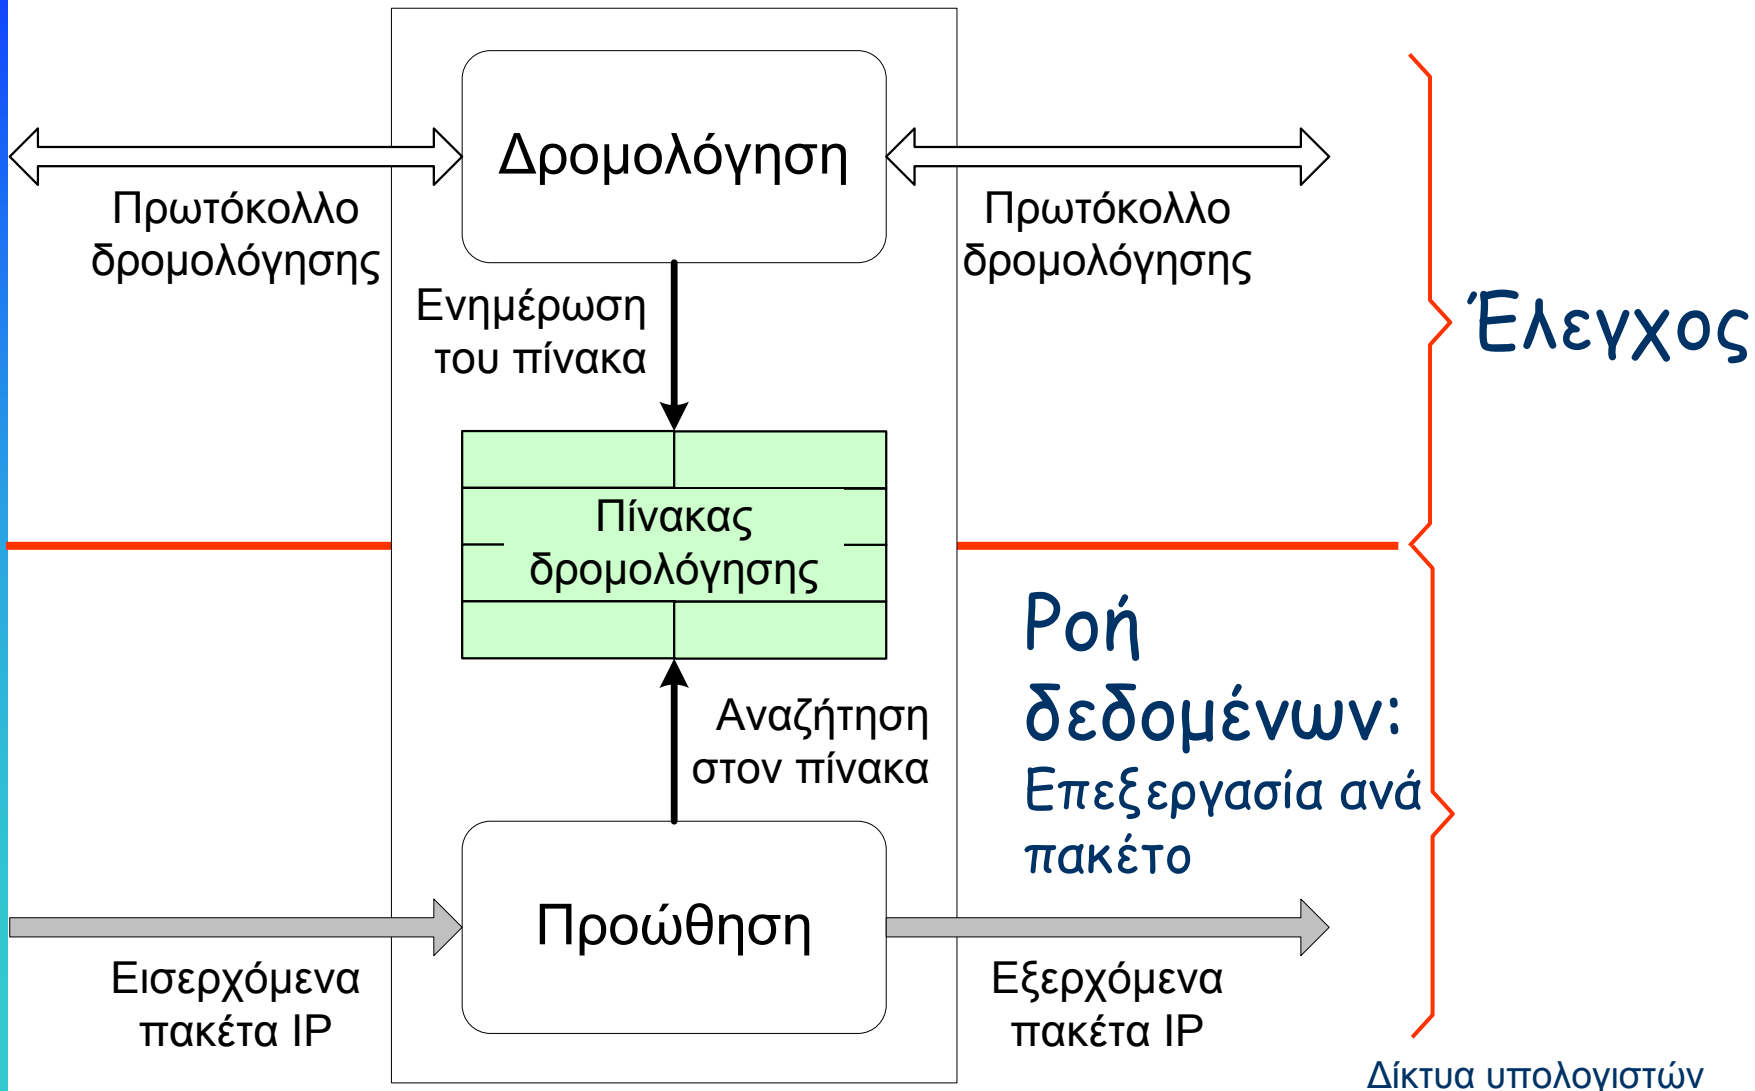 Δρομολόγηση
Πρωτόκολλο
δρομολόγησης
Πρωτόκολλο
δρομολόγησης
Ενημέρωση
του πίνακα
Έλεγχος
Πίνακας
δρομολόγησης
Ροή
δεδομένων:
Επεξεργασία ανά
πακέτο
Αναζήτηση
στον πίνακα
Προώθηση
Εισερχόμενα
πακέτα IP
Εξερχόμενα
πακέτα IP
Δίκτυα υπολογιστών